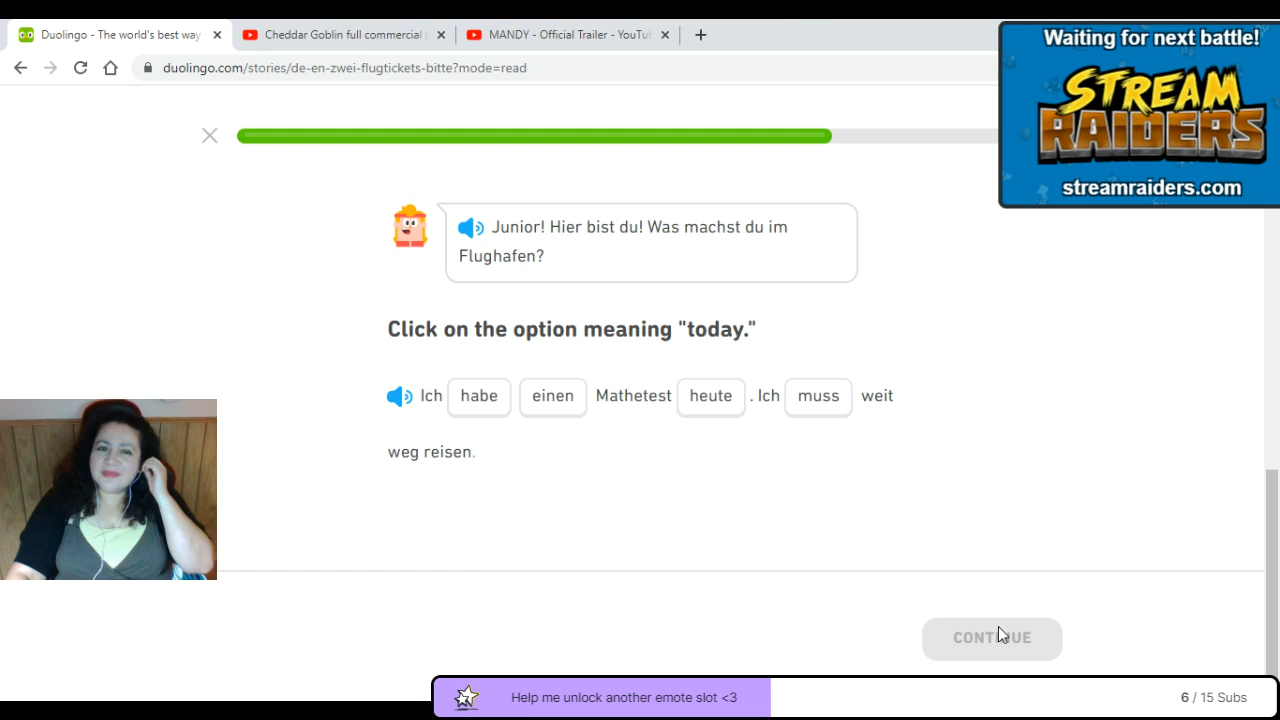 Duolingo - The world's best way
Cheddar Goblin full commercial
MANDY - Official Trailer - YouTu
duolingo.com/stories/de-en-zwei-flugtickets-bitte?mode=read
Waiting for next battle!
STREAM
RAIDERS
streamraiders.com
Junior! Hier bist du! Was machst du im
Flughafen?
Click on the option meaning "today."
Ich habe einen Mathetest heute . Ich muss weit
weg reisen.
CONTINUE
Help me unlock another emote slot <3
6 / 15 Subs